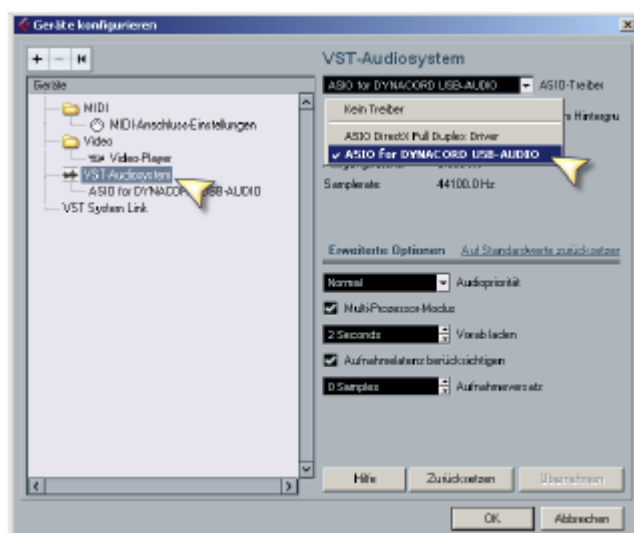 Geräte konfigurieren
+ - H
Geräte
MIDI
MIDI-Anschluss-Einstellungen
Video
Video-Player
VST-Audiosystem
ASIO for DYNACORD USB-AUDIO
VST System Link
VST-Audiosystem
ASIO for DYNACORD USB-AUDIO ASIO-Treiber
Kein Treiber
ASIO DirectX Full Duplex Driver
ASIO for DYNACORD USB-AUDIO
Samplerate 44100.0 Hz
Erweiterte Optionen Auf Standardwerte zurücksetzen
Normal Audiopriorität
Multi-Prozessor-Modus
2 Seconds Vorab laden
Aufnahmelatenz berücksichtigen
0 Samples Aufnahmeversatz
Hilfe Zurücksetzen Übernehmen
OK Abbrechen